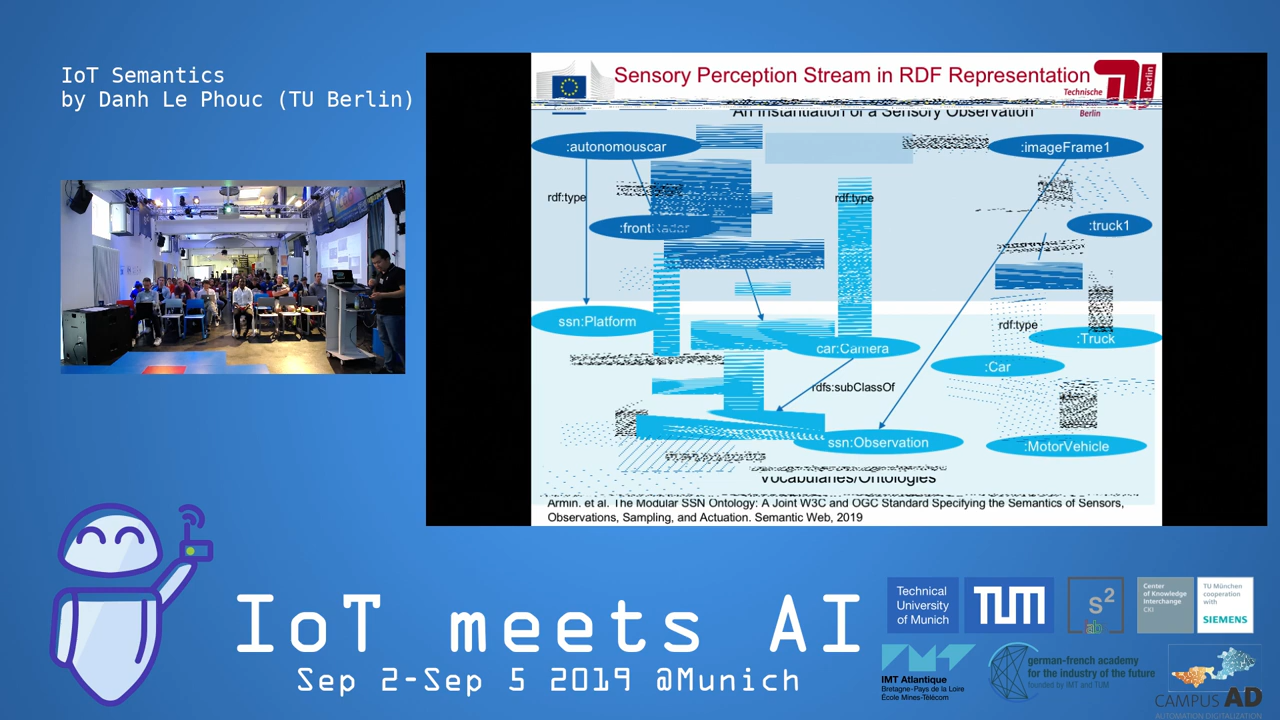 IoT Semantics
by Danh Le Phouc (TU Berlin)
Sensory Perception Stream in RDF Representation
Technische
Berlin
berlin
An Instantiation of a Sensory Observation
:autonomouscar
:imageFrame1
rdf:type
rdf:type
:frontRadar
:truck1
ssn:Platform
rdf:type
:Truck
car:Camera
:Car
rdfs:subClassOf
ssn:Observation
:MotorVehicle
Vocabularies/Ontologies
Armin. et al. The Modular SSN Ontology: A Joint W3C and OGC Standard Specifying the Semantics of Sensors,
Observations, Sampling, and Actuation. Semantic Web, 2019
IoT meets AI
Sep 2-Sep 5 2019 @Munich
Technical
University
of Munich
TUM
s2
lab
Center
of Knowledge
Interchange
CKI
TU München
cooperation
with
SIEMENS
IMT Atlantique
Bretagne-Pays de la Loire
École Mines-Télécom
german-french academy
for the industry of the future
founded by IMT and TUM
CAMPUS AD
AUTOMATION DIGITALIZATION